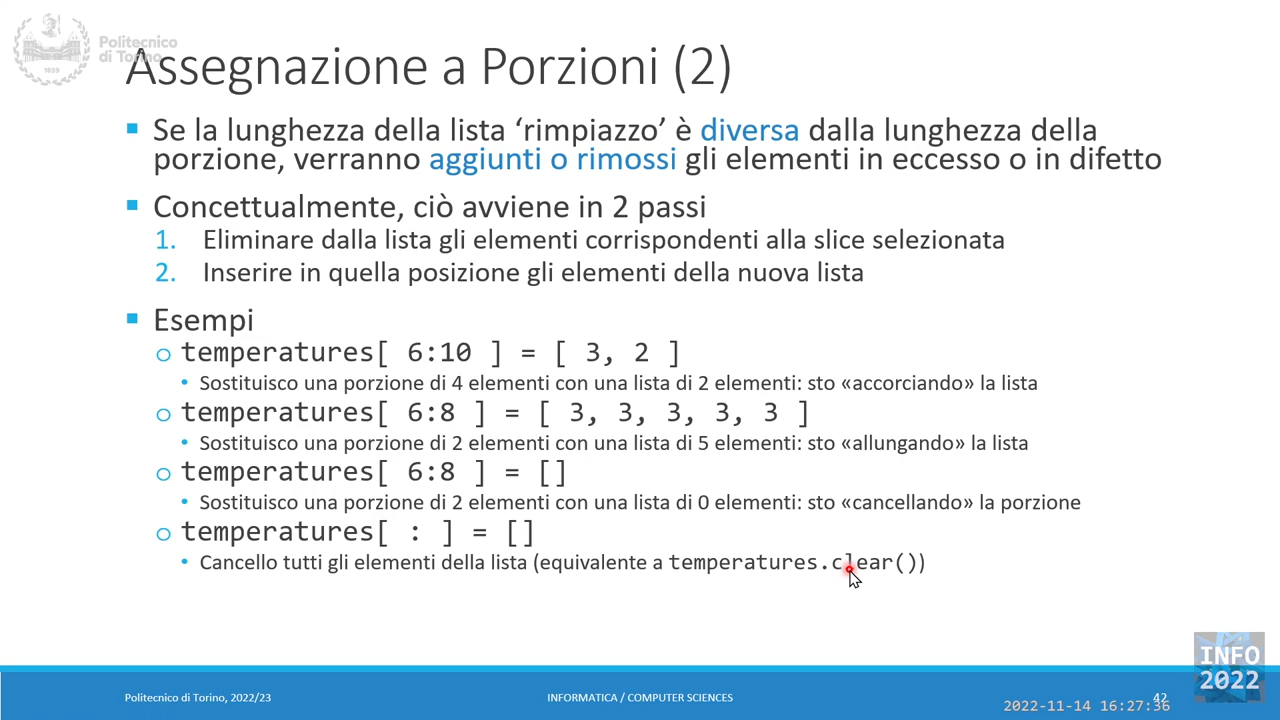 Politecnico
di Torino
1859
Assegnazione a Porzioni (2)
Se la lunghezza della lista ‘rimpiazzo’ è diversa dalla lunghezza della
porzione, verranno aggiunti o rimossi gli elementi in eccesso o in difetto
Concettualmente, ciò avviene in 2 passi
1. Eliminare dalla lista gli elementi corrispondenti alla slice selezionata
2. Inserire in quella posizione gli elementi della nuova lista
Esempi
temperatures[ 6:10 ] = [ 3, 2 ]
Sostituisco una porzione di 4 elementi con una lista di 2 elementi: sto «accorciando» la lista
temperatures[ 6:8 ] = [ 3, 3, 3, 3, 3 ]
Sostituisco una porzione di 2 elementi con una lista di 5 elementi: sto «allungando» la lista
temperatures[ 6:8 ] = []
Sostituisco una porzione di 2 elementi con una lista di 0 elementi: sto «cancellando» la porzione
temperatures[ : ] = []
Cancello tutti gli elementi della lista (equivalente a temperatures.clear())
INFO
2022
Politecnico di Torino, 2022/23 INFORMATICA / COMPUTER SCIENCES 42
2022-11-14 16:27:36